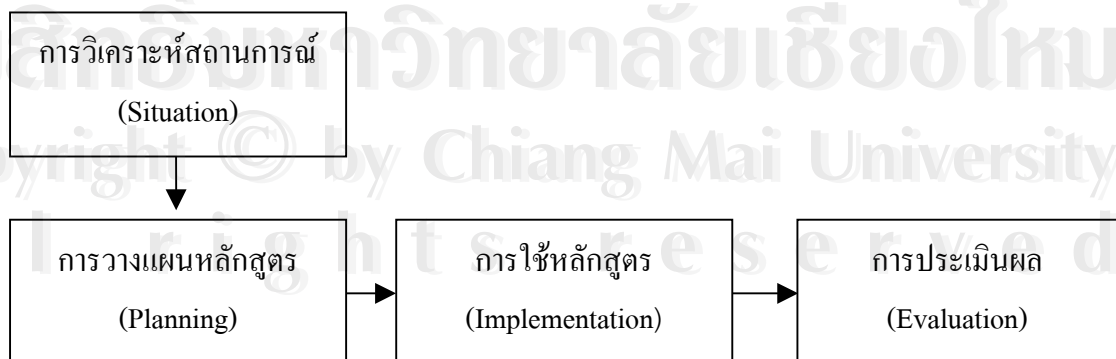 การวิเคราะห์สถานการณ์
(Situation)
การวางแผนหลักสูตร
(Planning)
การใช้หลักสูตร
(Implementation)
การประเมินผล
(Evaluation)
สิทธิ์มหาวิทยาลัยเชียงใหม่
pyright © by Chiang Mai University
l rights reserved